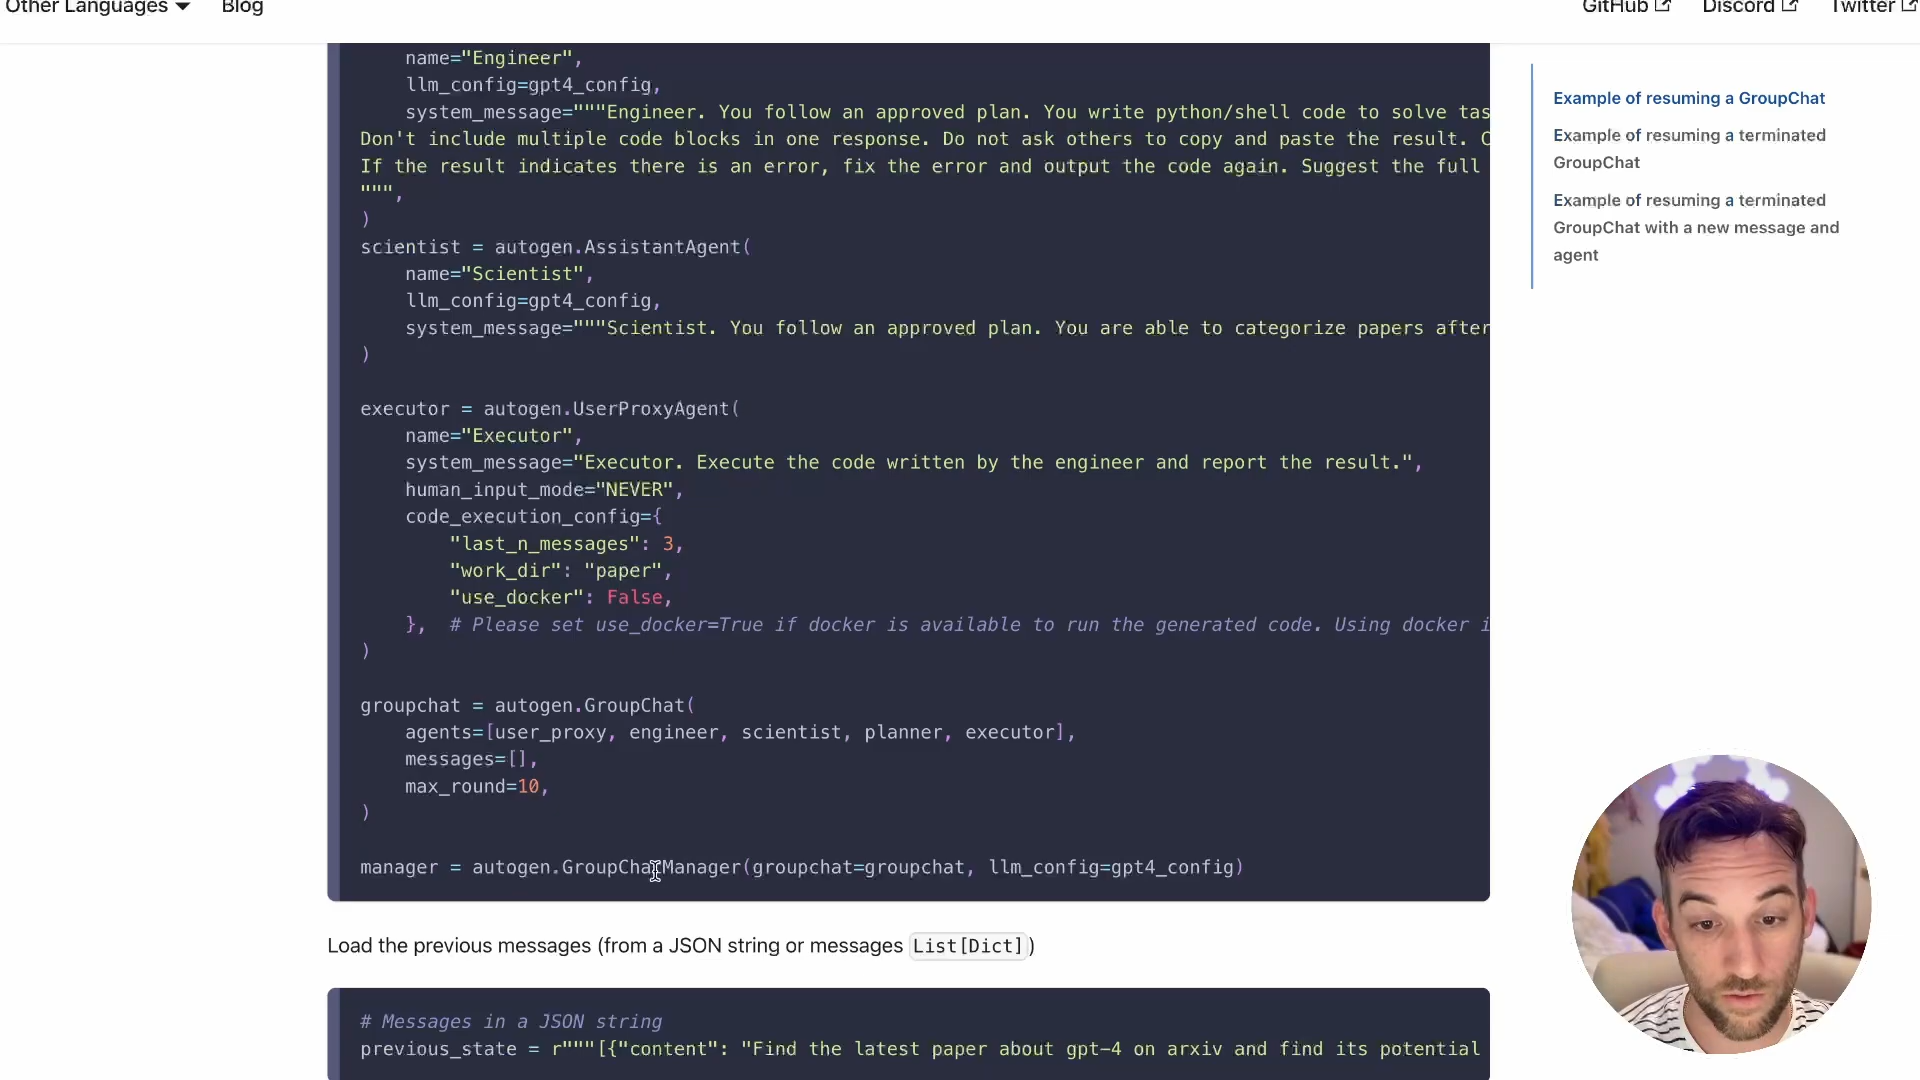 Other Languages
Blog
GitHub
Discord
Twitter
name="Engineer",
llm_config=gpt4_config,
system_message="""Engineer. You follow an approved plan. You write python/shell code to solve tas
Don't include multiple code blocks in one response. Do not ask others to copy and paste the result. C
If the result indicates there is an error, fix the error and output the code again. Suggest the full
""",
)
scientist = autogen.AssistantAgent(
name="Scientist",
llm_config=gpt4_config,
system_message="""Scientist. You follow an approved plan. You are able to categorize papers after
)
executor = autogen.UserProxyAgent(
name="Executor",
system_message="Executor. Execute the code written by the engineer and report the result.",
human_input_mode="NEVER",
code_execution_config={
"last_n_messages": 3,
"work_dir": "paper",
"use_docker": False,
},  # Please set use_docker=True if docker is available to run the generated code. Using docker i
)
groupchat = autogen.GroupChat(
agents=[user_proxy, engineer, scientist, planner, executor],
messages=[],
max_round=10,
)
manager = autogen.GroupChatManager(groupchat=groupchat, llm_config=gpt4_config)
Load the previous messages (from a JSON string or messages List[Dict])
# Messages in a JSON string
previous_state = r"""[{"content": "Find the latest paper about gpt-4 on arxiv and find its potential
Example of resuming a GroupChat
Example of resuming a terminated
GroupChat
Example of resuming a terminated
GroupChat with a new message and
agent